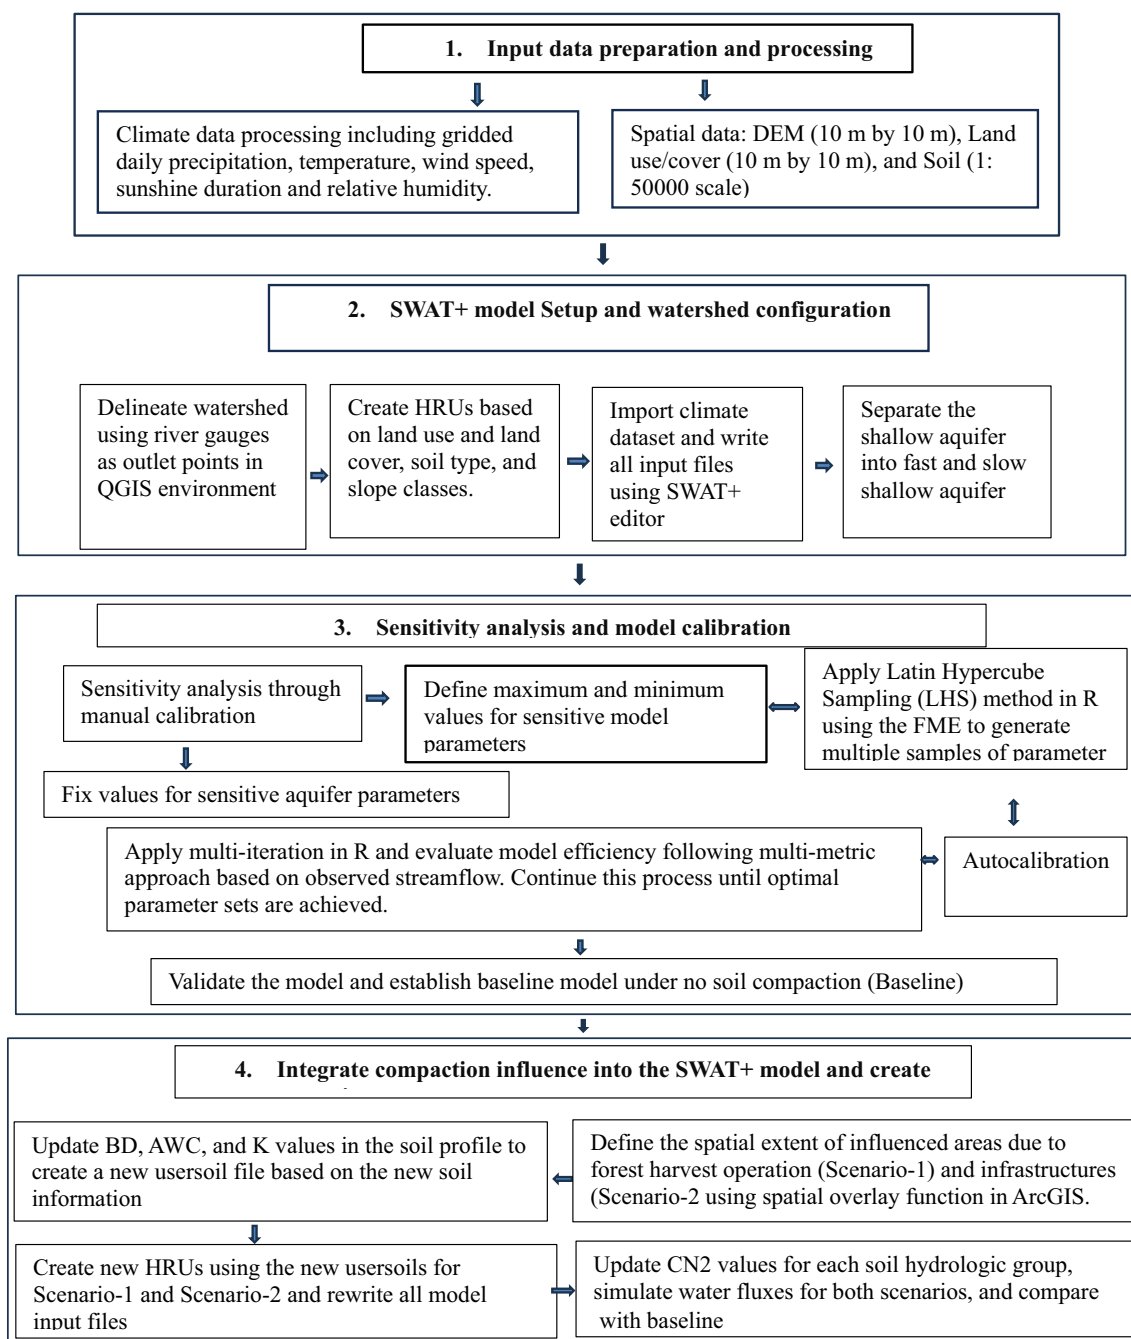 1. Input data preparation and processing
Climate data processing including gridded
daily precipitation, temperature, wind speed,
sunshine duration and relative humidity.
Spatial data: DEM (10 m by 10 m), Land
use/cover (10 m by 10 m), and Soil (1:
50000 scale)
2. SWAT+ model Setup and watershed configuration
Delineate watershed
using river gauges
as outlet points in
QGIS environment
Create HRUs based
on land use and land
cover, soil type, and
slope classes.
Import climate
dataset and write
all input files
using SWAT+
editor
Separate the
shallow aquifer
into fast and slow
shallow aquifer
3. Sensitivity analysis and model calibration
Sensitivity analysis through
manual calibration
Define maximum and minimum
values for sensitive model
parameters
Apply Latin Hypercube
Sampling (LHS) method in R
using the FME to generate
multiple samples of parameter
Fix values for sensitive aquifer parameters
Apply multi-iteration in R and evaluate model efficiency following multi-metric
approach based on observed streamflow. Continue this process until optimal
parameter sets are achieved.
Autocalibration
Validate the model and establish baseline model under no soil compaction (Baseline)
4. Integrate compaction influence into the SWAT+ model and create
Update BD, AWC, and K values in the soil profile to
create a new usersoil file based on the new soil
information
Define the spatial extent of influenced areas due to
forest harvest operation (Scenario-1) and infrastructures
(Scenario-2 using spatial overlay function in ArcGIS.
Create new HRUs using the new usersoils for
Scenario-1 and Scenario-2 and rewrite all model
input files
Update CN2 values for each soil hydrologic group,
simulate water fluxes for both scenarios, and compare
with baseline